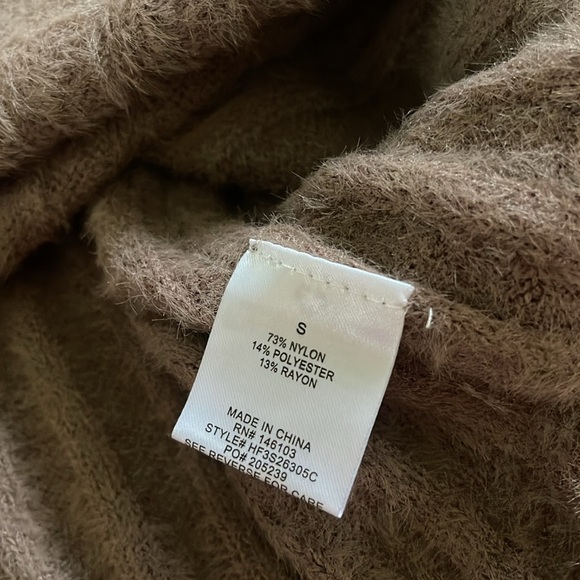 S
73% NYLON
14% POLYESTER
13% RAYON
MADE IN CHINA
RN# 146103
STYLE# HF3S26305C
PO# 205239
SEE REVERSE FOR CARE